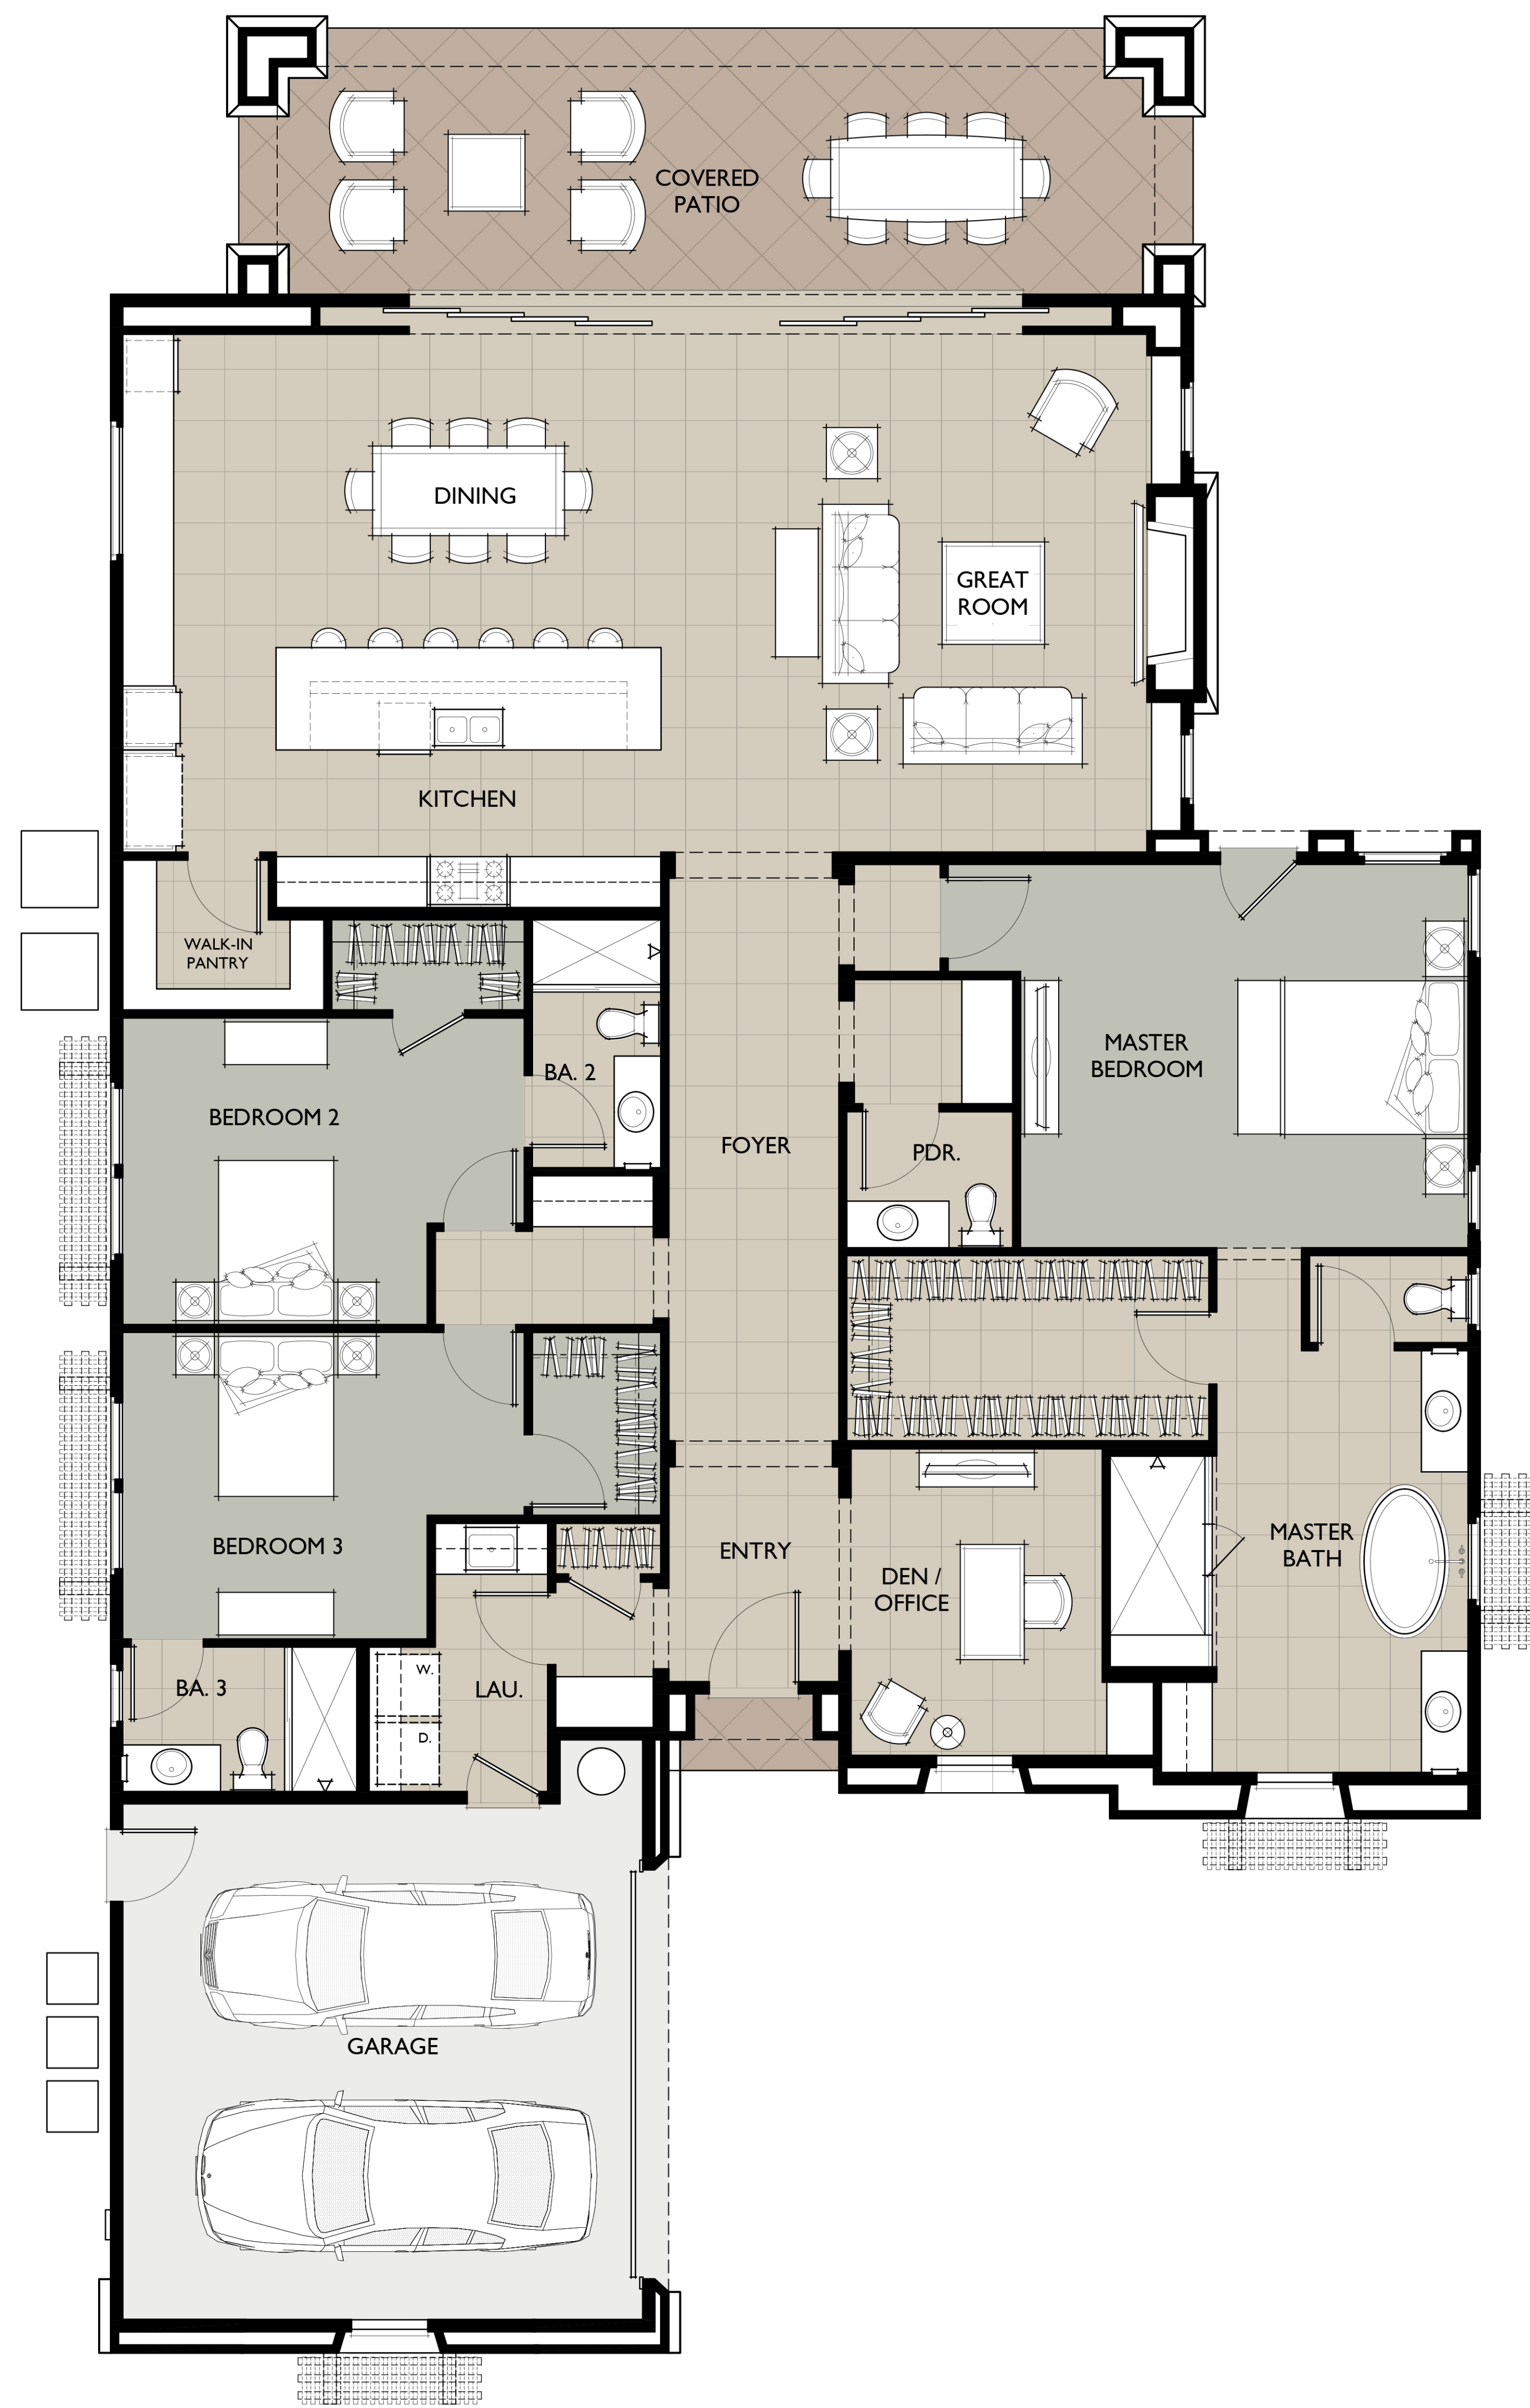 COVERED
PATIO
DINING
GREAT
ROOM
KITCHEN
WALK-IN
PANTRY
MASTER
BEDROOM
BA. 2
BEDROOM 2
FOYER
PDR.
BEDROOM 3
ENTRY
DEN /
OFFICE
MASTER
BATH
W.
BA. 3
LAU.
D.
GARAGE